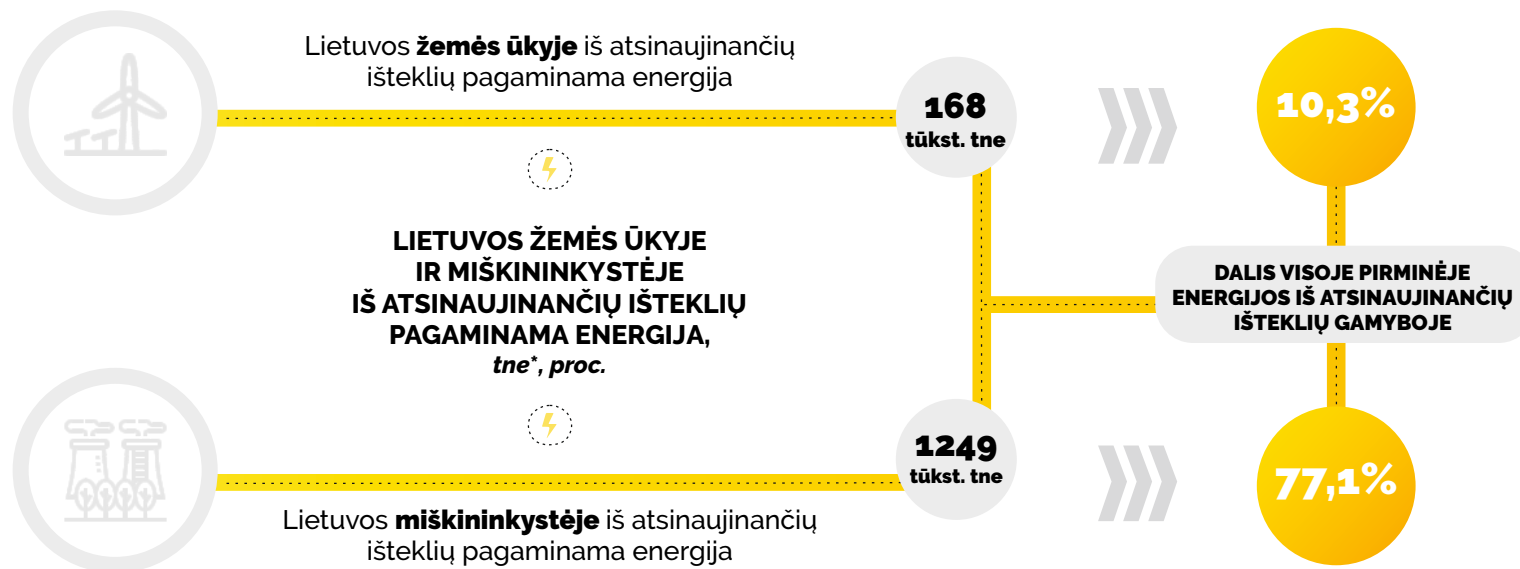 Lietuvos žemės ūkyje iš atsinaujinančių
išteklių pagaminama energija
168
tūkst. tne
10,3%
LIETUVOS ŽEMĖS ŪKYJE
IR MIŠKININKYSTĖJE
IŠ ATSINAUJINANČIŲ IŠTEKLIŲ
PAGAMINAMA ENERGIJA,
tne*, proc.
DALIS VISOJE PIRMINĖJE
ENERGIJOS IŠ ATSINAUJINANČIŲ
IŠTEKLIŲ GAMYBOJE
1249
tūkst. tne
77,1%
Lietuvos miškininkystėje iš atsinaujinančių
išteklių pagaminama energija